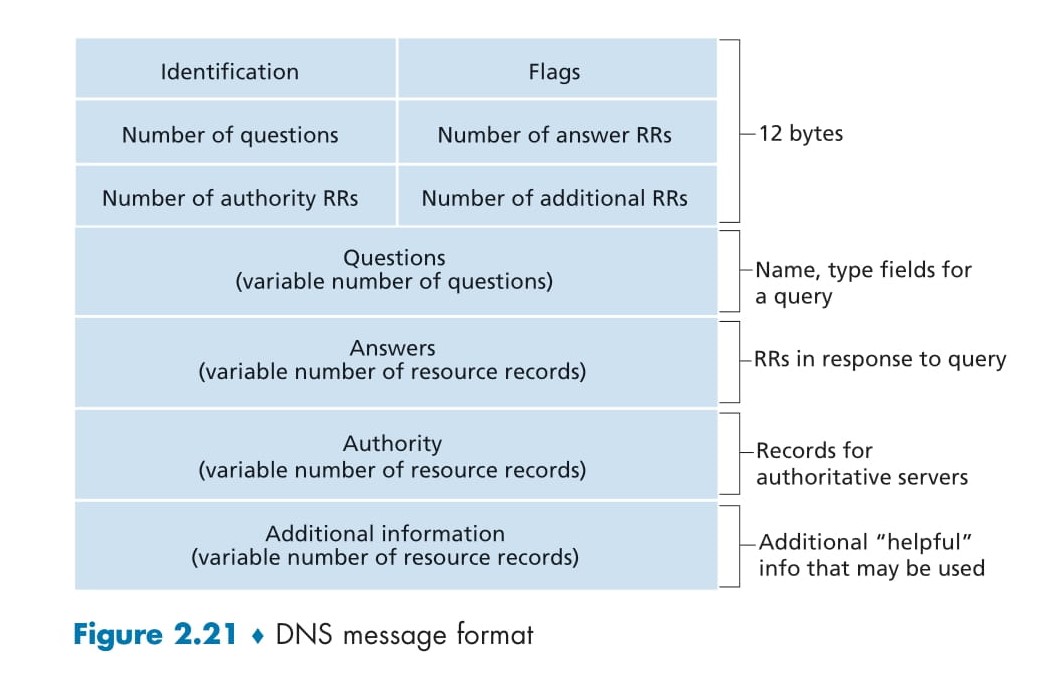 Identification
Flags
Number of questions
Number of answer RRs
12 bytes
Number of authority RRs
Number of additional RRs
Questions
(variable number of questions)
Name, type fields for
a query
Answers
(variable number of resource records)
RRs in response to query
Authority
(variable number of resource records)
Records for
authoritative servers
Additional information
(variable number of resource records)
Additional “helpful”
info that may be used
Figure 2.21 ♦ DNS message format